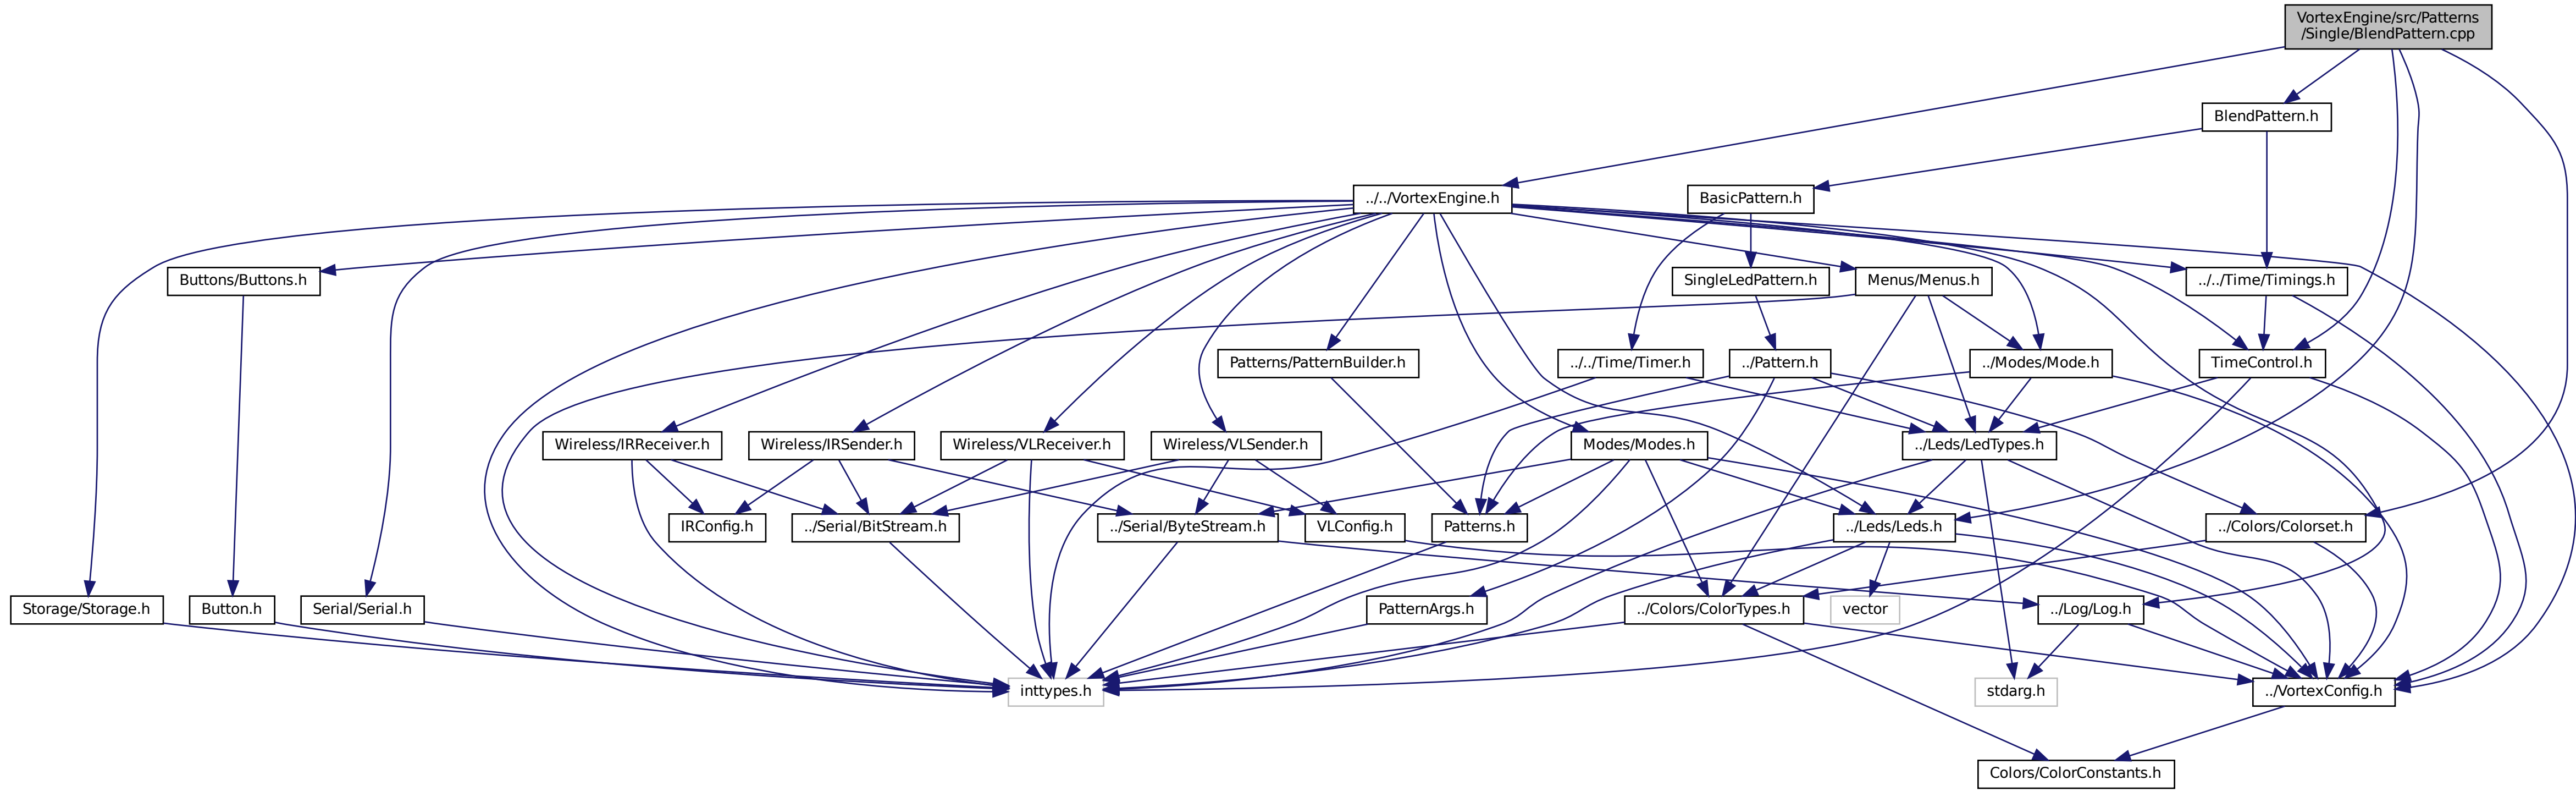 VortexEngine/src/Patterns
/Single/BlendPattern.cpp
BlendPattern.h
../../VortexEngine.h
BasicPattern.h
Buttons/Buttons.h
SingleLedPattern.h
Menus/Menus.h
../../Time/Timings.h
Patterns/PatternBuilder.h
../../Time/Timer.h
../Pattern.h
../Modes/Mode.h
TimeControl.h
Wireless/IRReceiver.h
Wireless/IRSender.h
Wireless/VLReceiver.h
Wireless/VLSender.h
Modes/Modes.h
../Leds/LedTypes.h
IRConfig.h
../Serial/BitStream.h
../Serial/ByteStream.h
VLConfig.h
Patterns.h
../Leds/Leds.h
../Colors/Colorset.h
Storage/Storage.h
Button.h
Serial/Serial.h
PatternArgs.h
../Colors/ColorTypes.h
vector
../Log/Log.h
inttypes.h
stdarg.h
../VortexConfig.h
Colors/ColorConstants.h